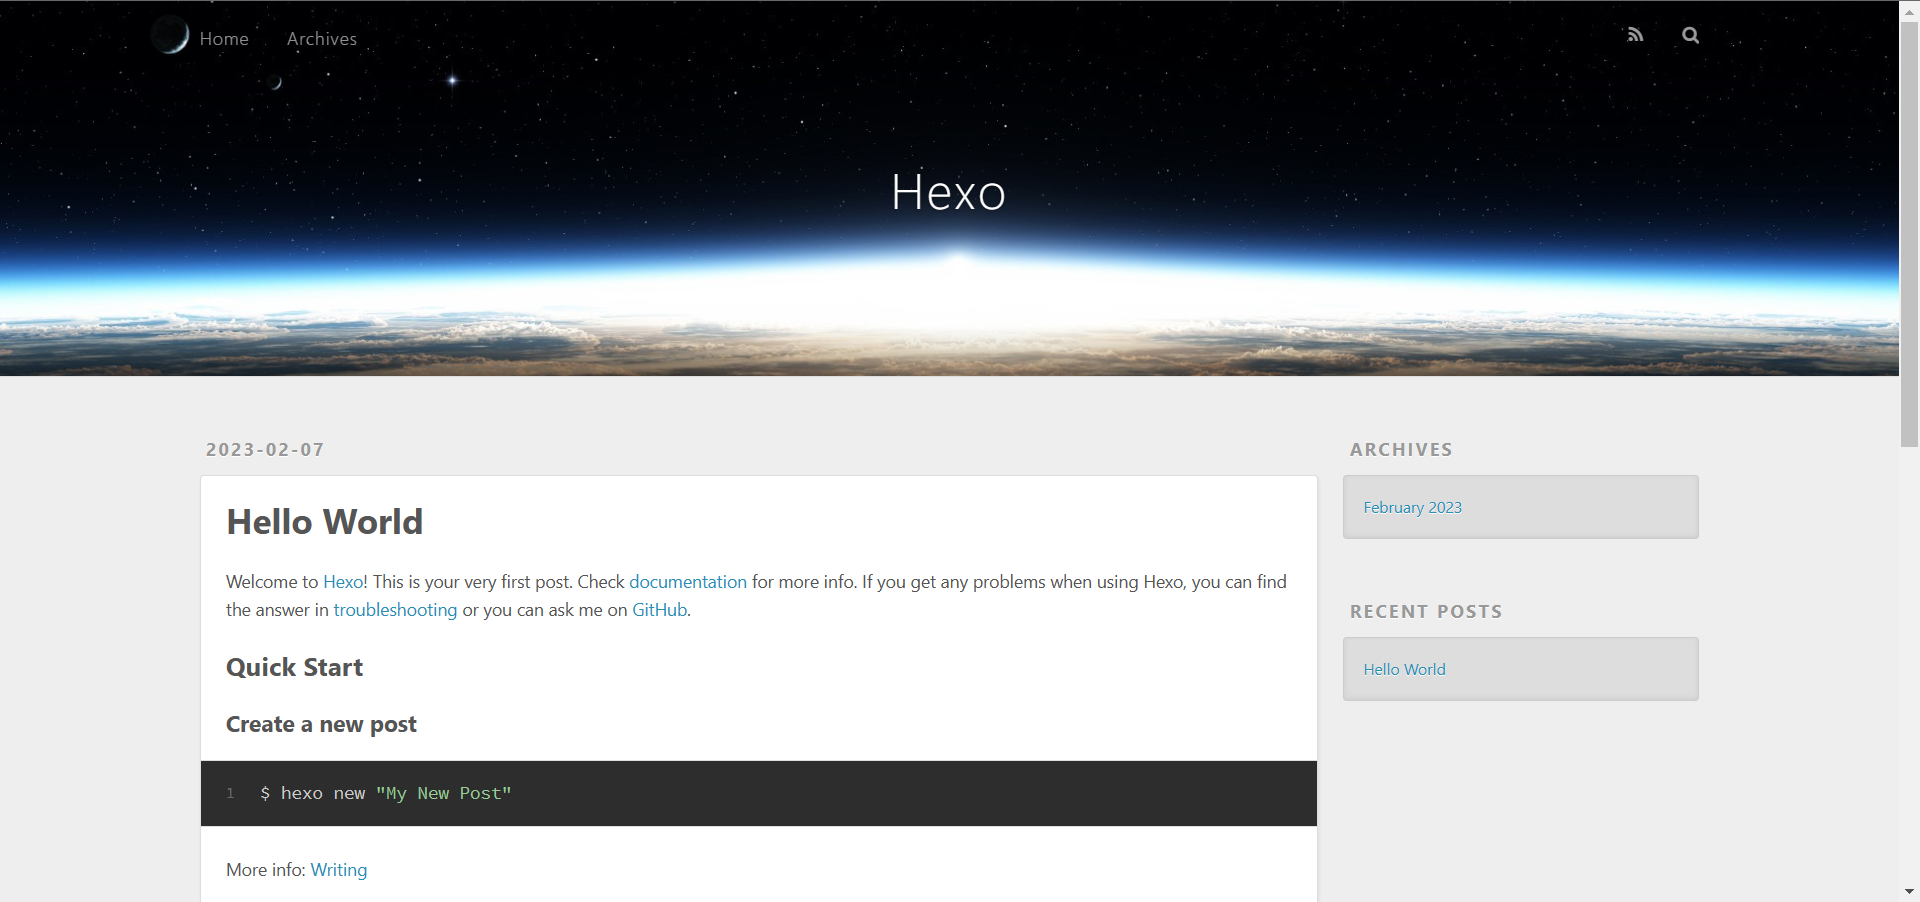 Home Archives
Hexo
2023-02-07
Hello World
Welcome to Hexo! This is your very first post. Check documentation for more info. If you get any problems when using Hexo, you can find
the answer in troubleshooting or you can ask me on GitHub.
Quick Start
Create a new post
1 $ hexo new "My New Post"
More info: Writing
ARCHIVES
February 2023
RECENT POSTS
Hello World